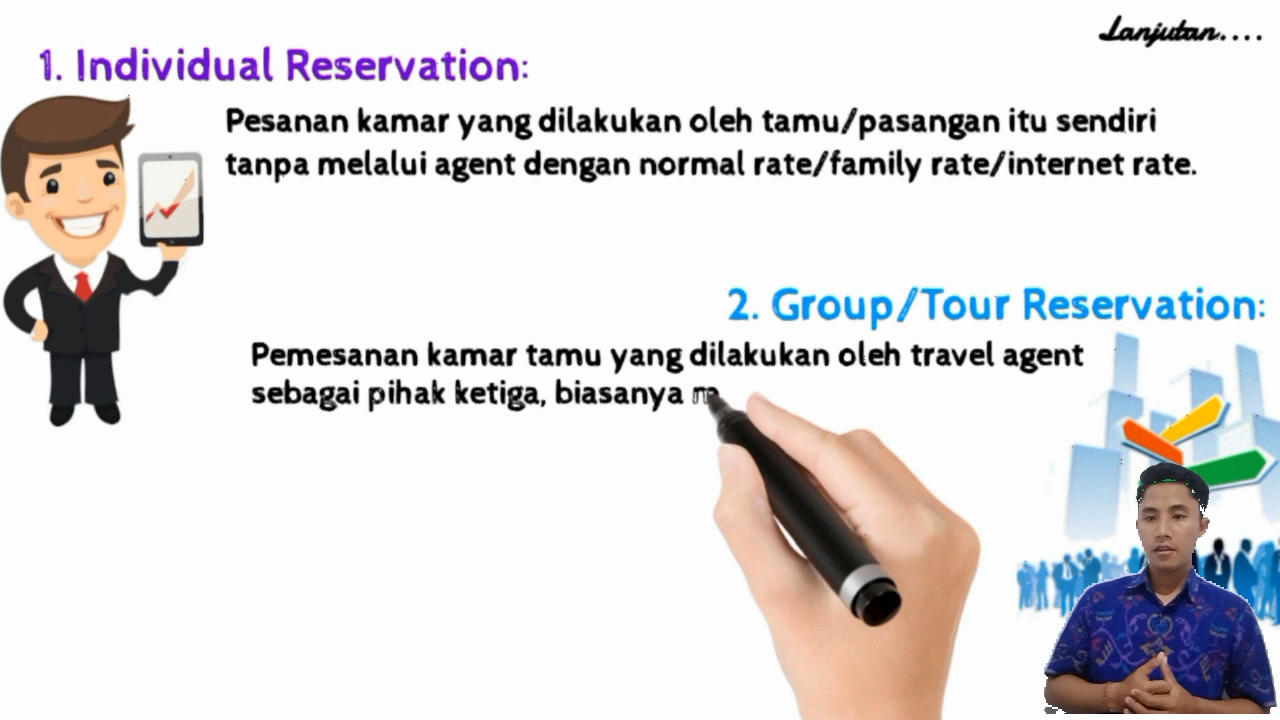 Lanjutan....
1. Individual Reservation:
Pesanan kamar yang dilakukan oleh tamu/pasangan itu sendiri
tanpa melalui agent dengan normal rate/family rate/internet rate.
2. Group/Tour Reservation:
Pemesanan kamar tamu yang dilakukan oleh travel agent
sebagai pihak ketiga, biasanya m